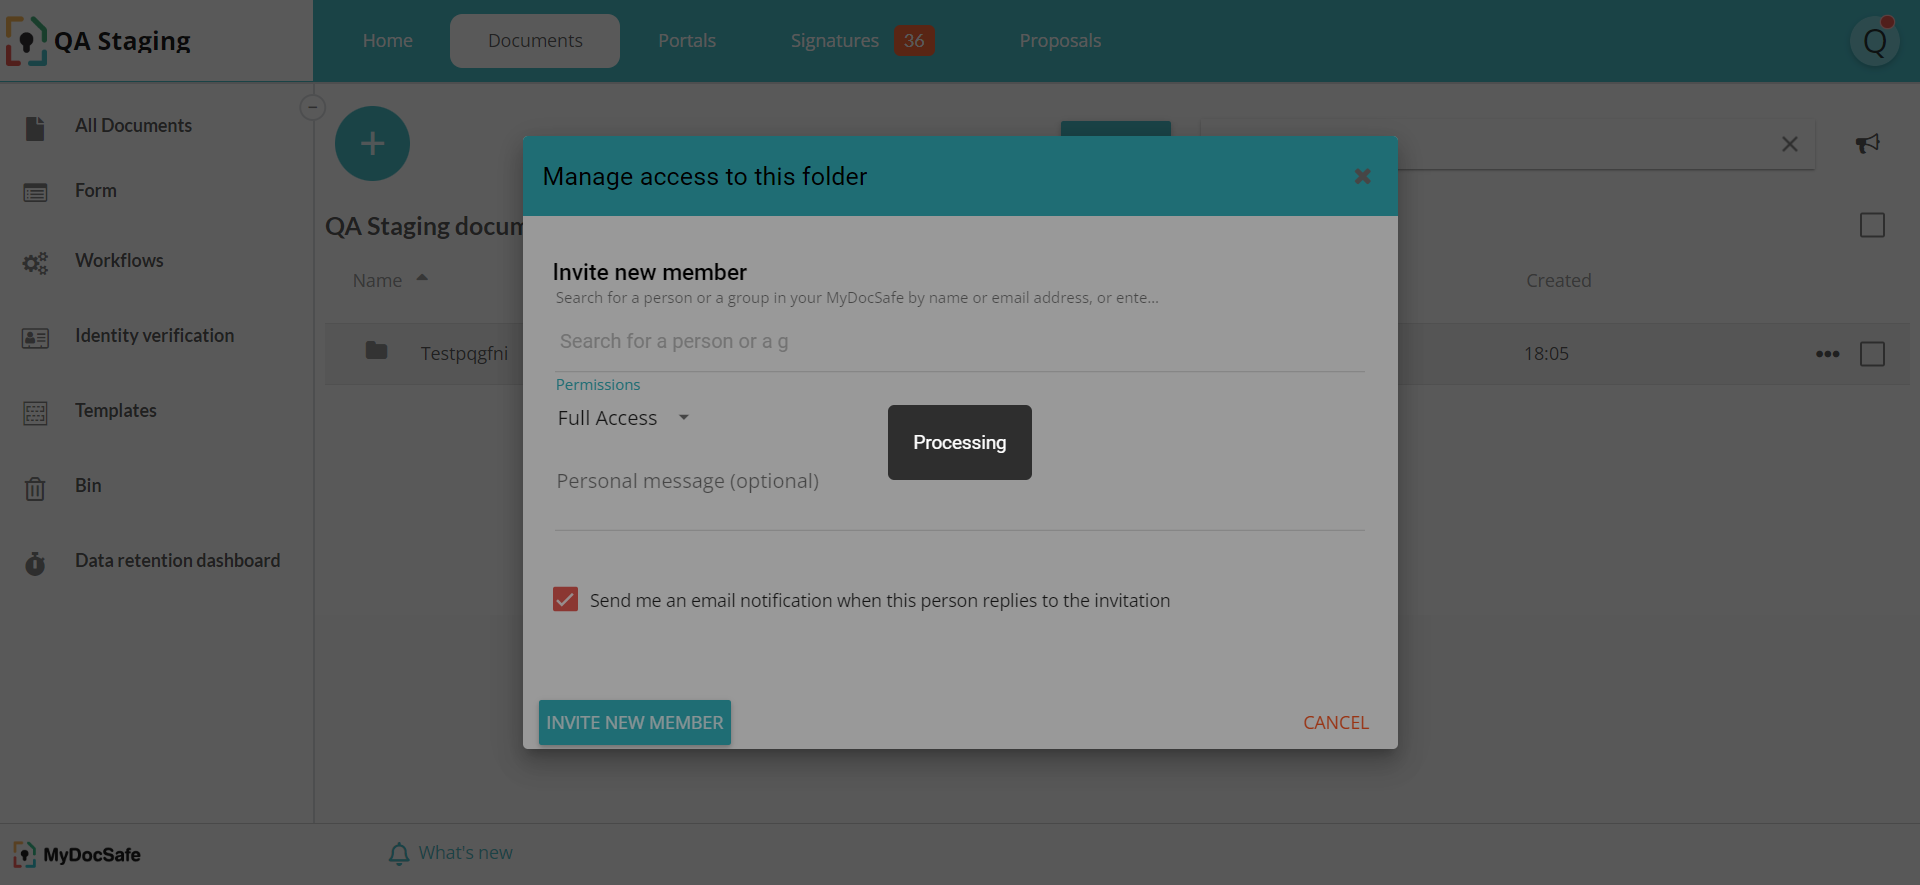 QA Staging
Home
Documents
Portals
Signatures 36
Proposals
Q
All Documents
Form
Workflows
Identity verification
Templates
Bin
Data retention dashboard
QA Staging docum
Name
Created
Testpqgfni
18:05
Manage access to this folder
Invite new member
Search for a person or a group in your MyDocSafe by name or email address, or ente...
Search for a person or a g
Permissions
Full Access
Processing
Personal message (optional)
Send me an email notification when this person replies to the invitation
INVITE NEW MEMBER
CANCEL
MyDocSafe
What's new